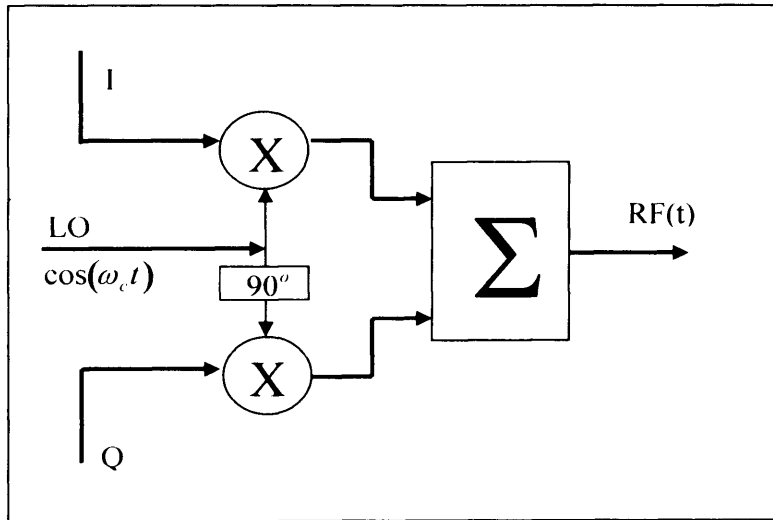 I
X
LO
cos(ω_c t)
90°
X
Q
Σ
RF(t)